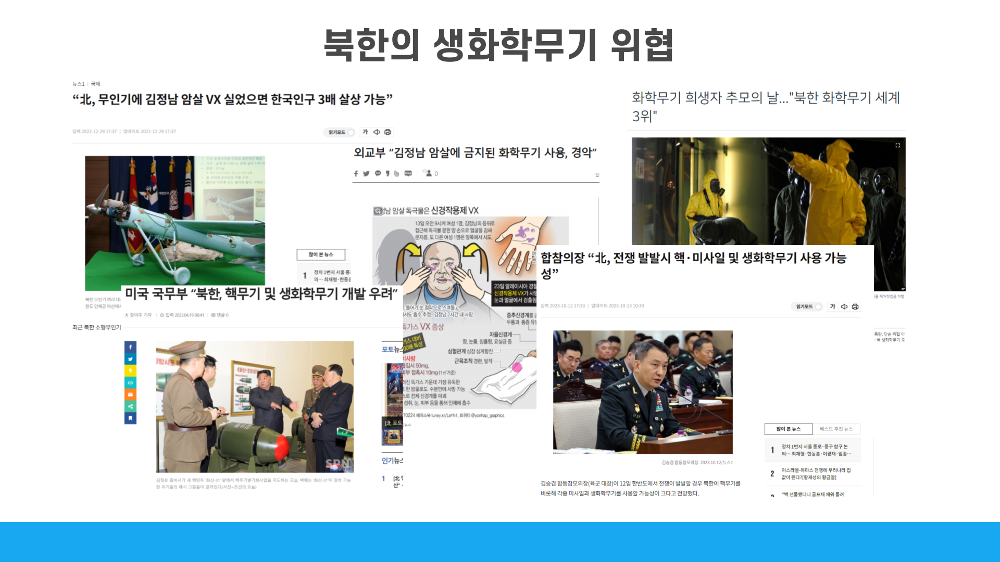 북한의 생화학무기 위협
뉴스1 | 국제
“北, 무인기에 김정남 암살 VX 실었으면 한국인구 3배 살상 가능”
입력 2022-12-29 17:37 | 업데이트 2022-12-29 17:37
읽기모드 가
대한민국
많이 본 뉴스
1 정치 1번지 서울 종로
의… 최재형·한동훈
북한 무인기 여러 대가
원도 인제군 야산에서
최근 북한 소형무인기
외교부 “김정남 암살에 금지된 화학무기 사용, 경악”
0
김정남 암살 독극물은 신경작용제 VX
13일 오전 9시께 여성 1명, 김정남의 등뒤로
접근해 독극물 묻힌 양 손으로 얼굴을 감싸
문지름. 또 다른 여성 1명은 앞쪽에서 시도.
23일 말레이시아 경찰
신경작용제 VX가 사망
눈과 얼굴에서 검출됨
들어가 눈 점막으로 스며들고
서도 흡수 추정. 김정남 2시간 내 사망.
중추신경계를
두통과 통증 유발
독가스 VX 증상
가스 대비
00배 독성
자율신경계
땀, 눈물, 침흘림, 요실금 등
심혈관계 심장 심계항진
근육조직 경련, 발작
치사량
흡입시 50mg,
피부 접촉시 10mg (1㎥기준)
려진 독가스 가운데 가장 유독한
한 방울로도 수분만에 사망 가능
스로 전체 신경계를 파괴
섭취, 눈, 피부 등을 통해 인체에 흡수
70224 페이스북 tuney.kr/LeYN1, 트위터 @yonhap_graphics
화학무기 희생자 추모의 날..."북한 화학무기 세계
3위"
AP
물 제거작업을 진행
폭탄, 단순 위협 아
…북 생화학무기 도
미국 국무부 “북한, 핵무기 및 생화학무기 개발 우려”
장아주 기자 | 입력 2023.04.19 06:41 | 댓글 0
《화산-31》
SPN
김정은 총비서가 새 핵탄두 '화산-31' 앞에서 핵무기병기화사업을 지도하는 모습. 벽에는 '화산-31'이 장착 가능
한 무기들의 예시 그림들이 걸려있다.(사진=조선의 오늘)
포토뉴스
[北 포토
인기뉴스
1 [北
산"
합참의장 “北, 전쟁 발발시 핵·미사일 및 생화학무기 사용 가능
성”
입력 2023-10-12 17:33 | 업데이트 2023-10-13 10:30
읽기모드 가
김승겸 합동참모의장. 2023.10.12/뉴스1
김승겸 합동참모의장(육군 대장)이 12일 한반도에서 전쟁이 발발할 경우 북한이 핵무기를
비롯해 각종 미사일과 생화학무기를 사용할 가능성이 크다고 전망했다.
많이 본 뉴스 베스트 추천 뉴스
1 정치 1번지 서울 종로·중구 합구 논
의… 최재형·한동훈·이광재·임종…
2 이스라엘-하마스 전쟁에 우리나라 집
값이 뛴다?[황재성의 황금알]
“백 선물했더니 골프채 채워 돌려